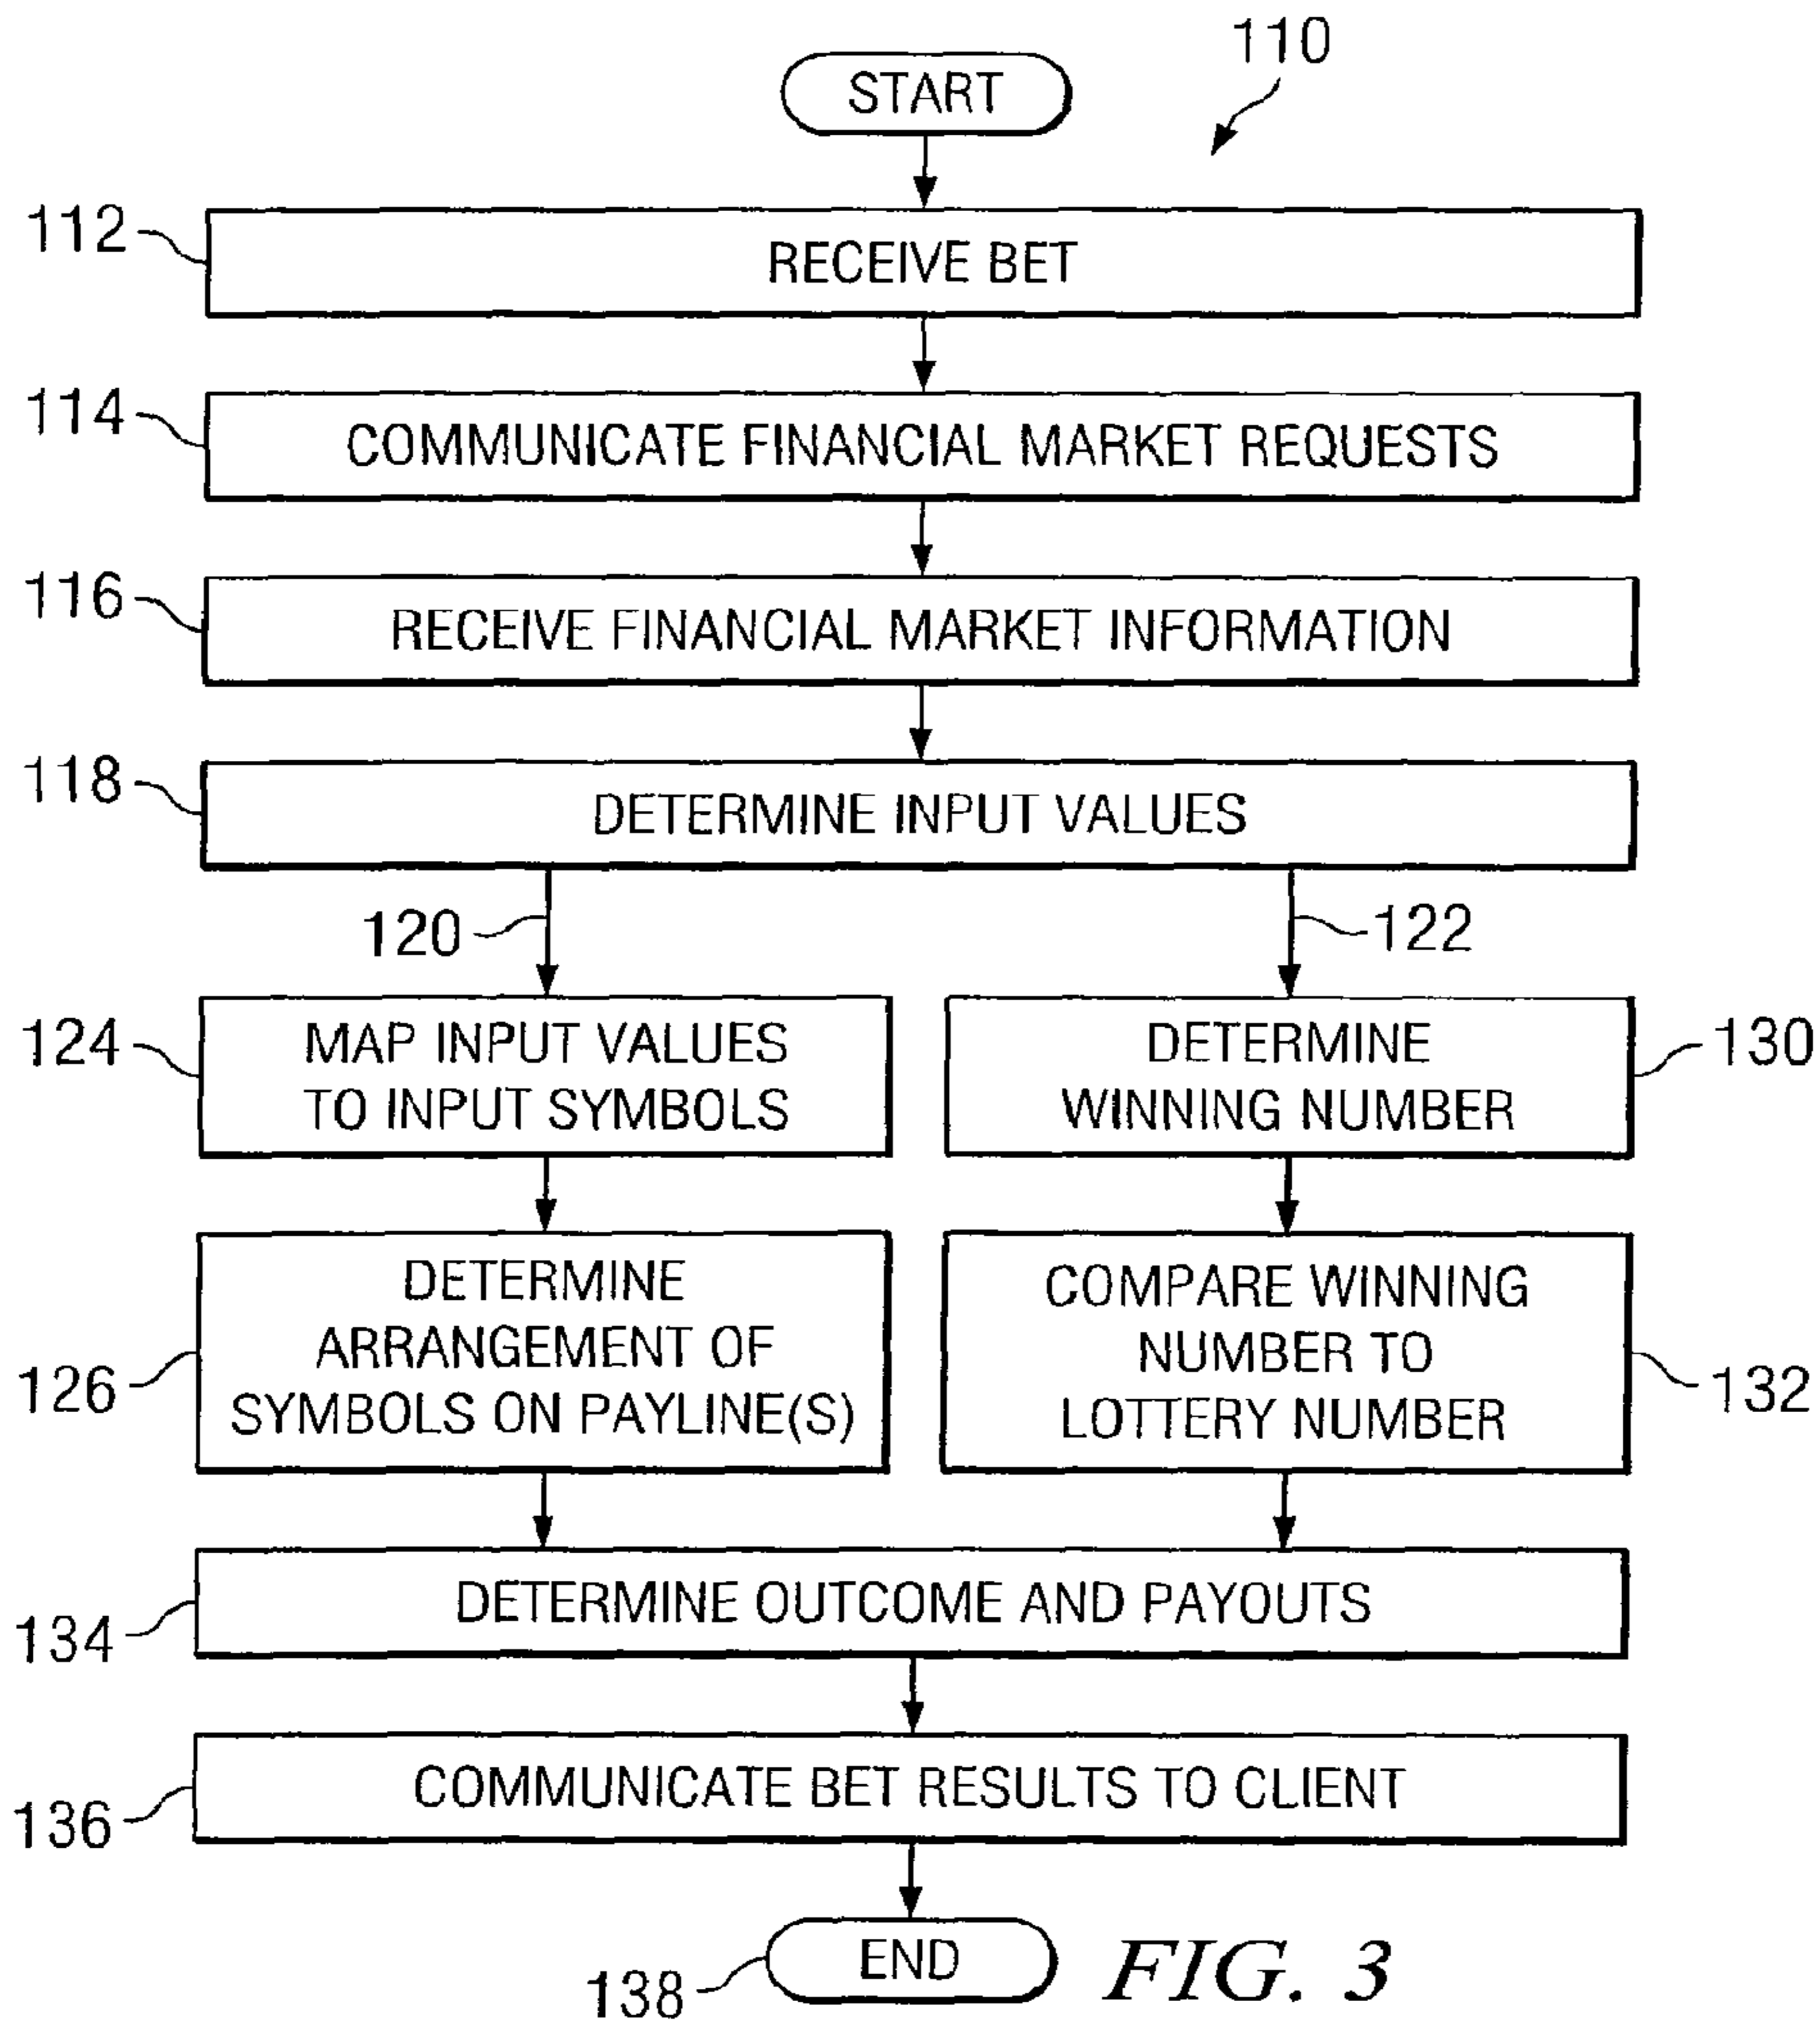 110
START
112
RECEIVE BET
114
COMMUNICATE FINANCIAL MARKET REQUESTS
116
RECEIVE FINANCIAL MARKET INFORMATION
118
DETERMINE INPUT VALUES
120
122
124
MAP INPUT VALUES
TO INPUT SYMBOLS
DETERMINE
WINNING NUMBER
130
126
DETERMINE
ARRANGEMENT OF
SYMBOLS ON PAYLINE(S)
COMPARE WINNING
NUMBER TO
LOTTERY NUMBER
132
134
DETERMINE OUTCOME AND PAYOUTS
136
COMMUNICATE BET RESULTS TO CLIENT
138
END
FIG. 3